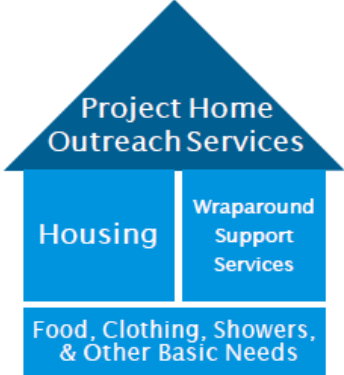 Project Home
Outreach Services
Housing
Wraparound
Support
Services
Food, Clothing, Showers,
& Other Basic Needs